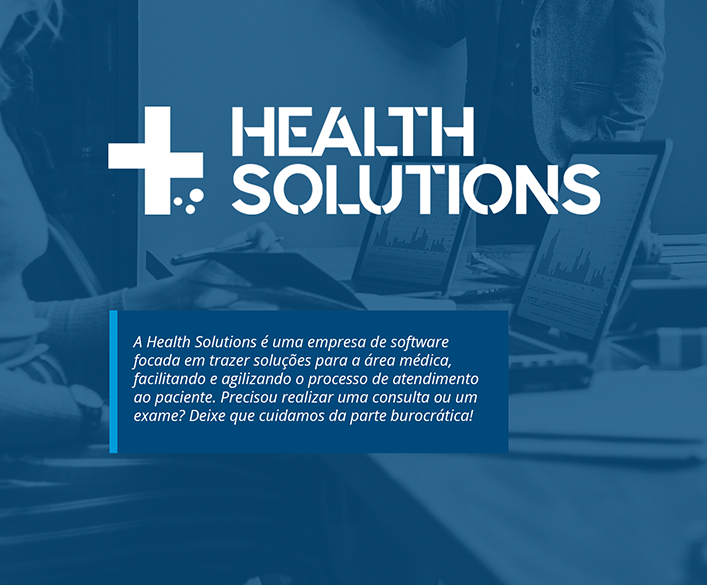 HEALTH
SOLUTIONS
A Health Solutions é uma empresa de software
focada em trazer soluções para a área médica,
facilitando e agilizando o processo de atendimento
ao paciente. Precisou realizar uma consulta ou um
exame? Deixe que cuidamos da parte burocrática!